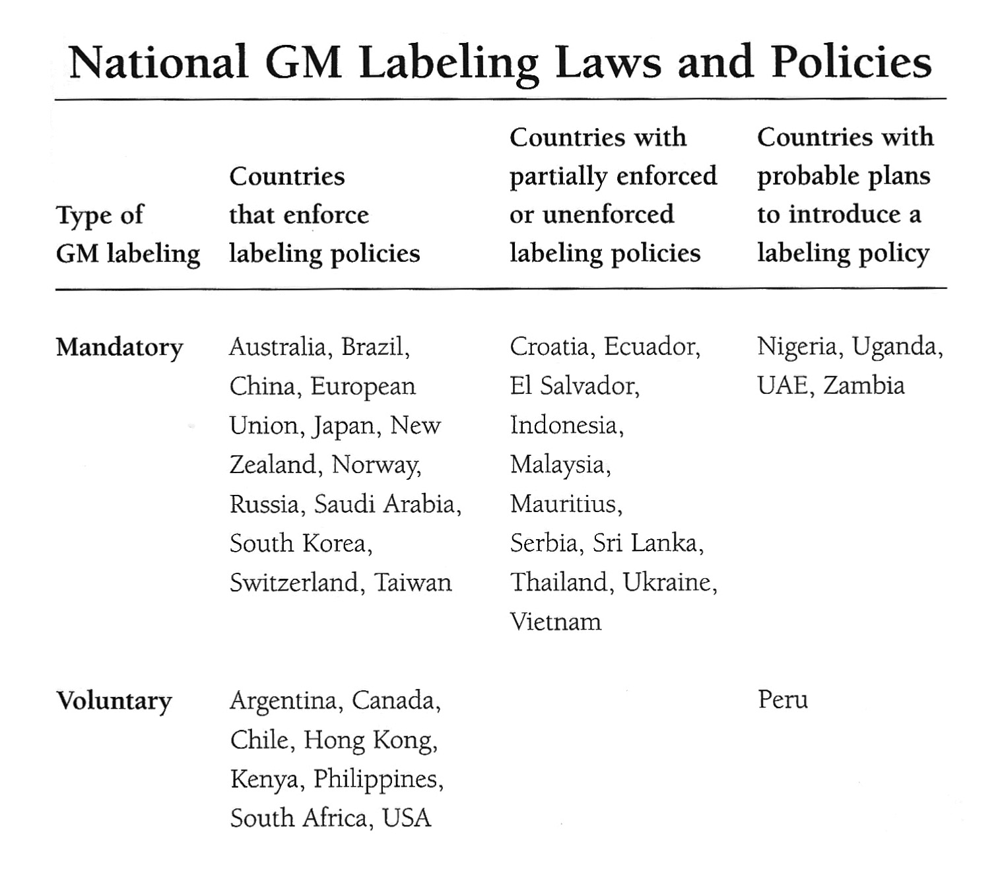 National GM Labeling Laws and Policies
Type of
GM labeling
Countries
that enforce
labeling policies
Countries with
partially enforced
or unenforced
labeling policies
Countries with
probable plans
to introduce a
labeling policy
Mandatory
Australia, Brazil,
China, European
Union, Japan, New
Zealand, Norway,
Russia, Saudi Arabia,
South Korea,
Switzerland, Taiwan
Croatia, Ecuador,
El Salvador,
Indonesia,
Malaysia,
Mauritius,
Serbia, Sri Lanka,
Thailand, Ukraine,
Vietnam
Nigeria, Uganda,
UAE, Zambia
Voluntary
Argentina, Canada,
Chile, Hong Kong,
Kenya, Philippines,
South Africa, USA
Peru